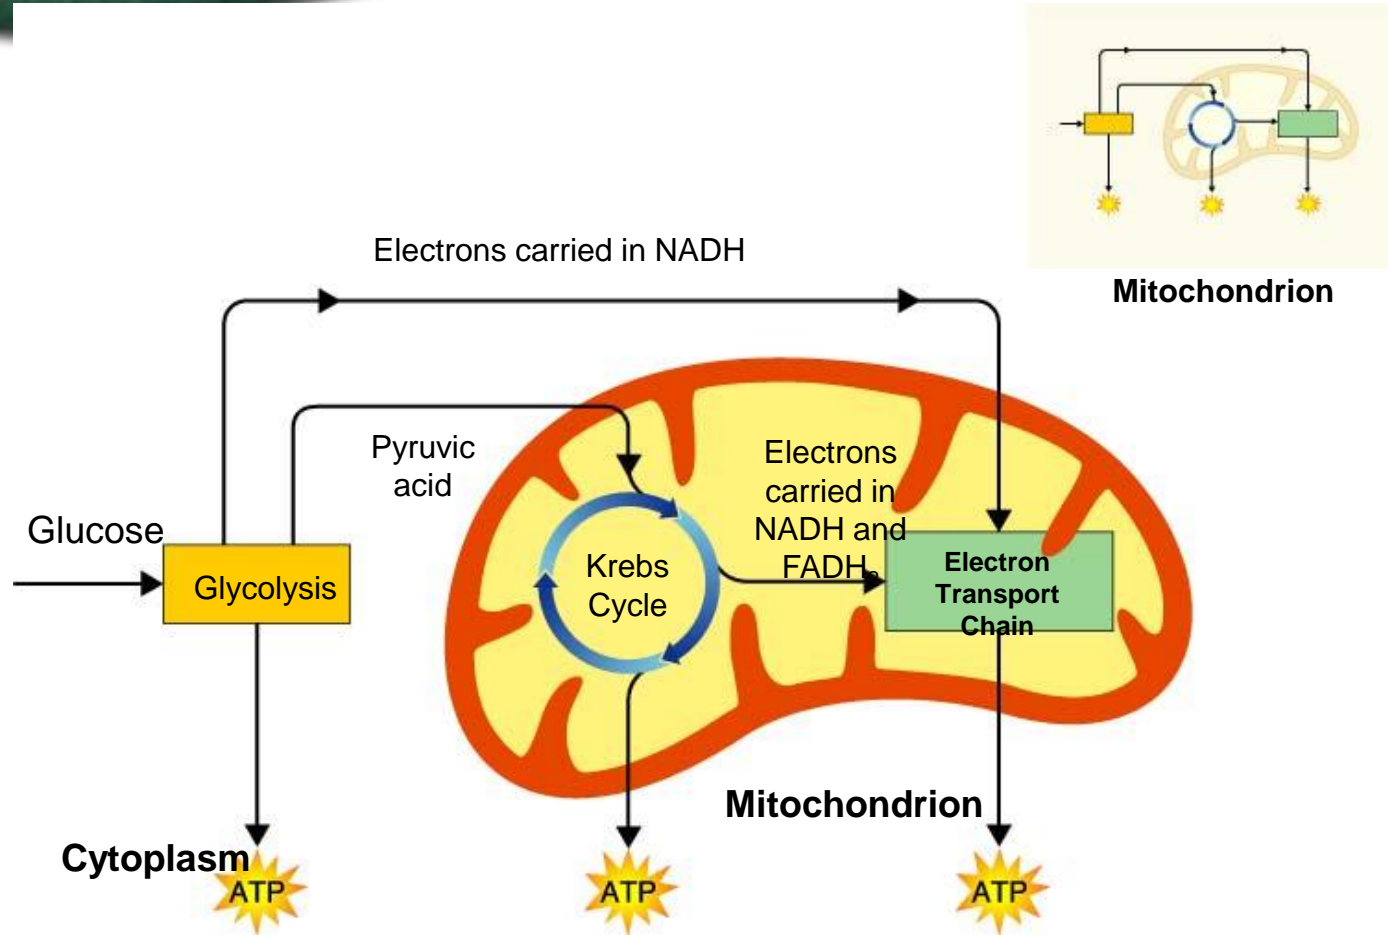 Mitochondrion
Electrons carried in NADH
Pyruvic
acid
Electrons
carried in
NADH and
FADH₂
Glucose
Glycolysis
Krebs
Cycle
Electron
Transport
Chain
Mitochondrion
Cytoplasm
ATP
ATP
ATP